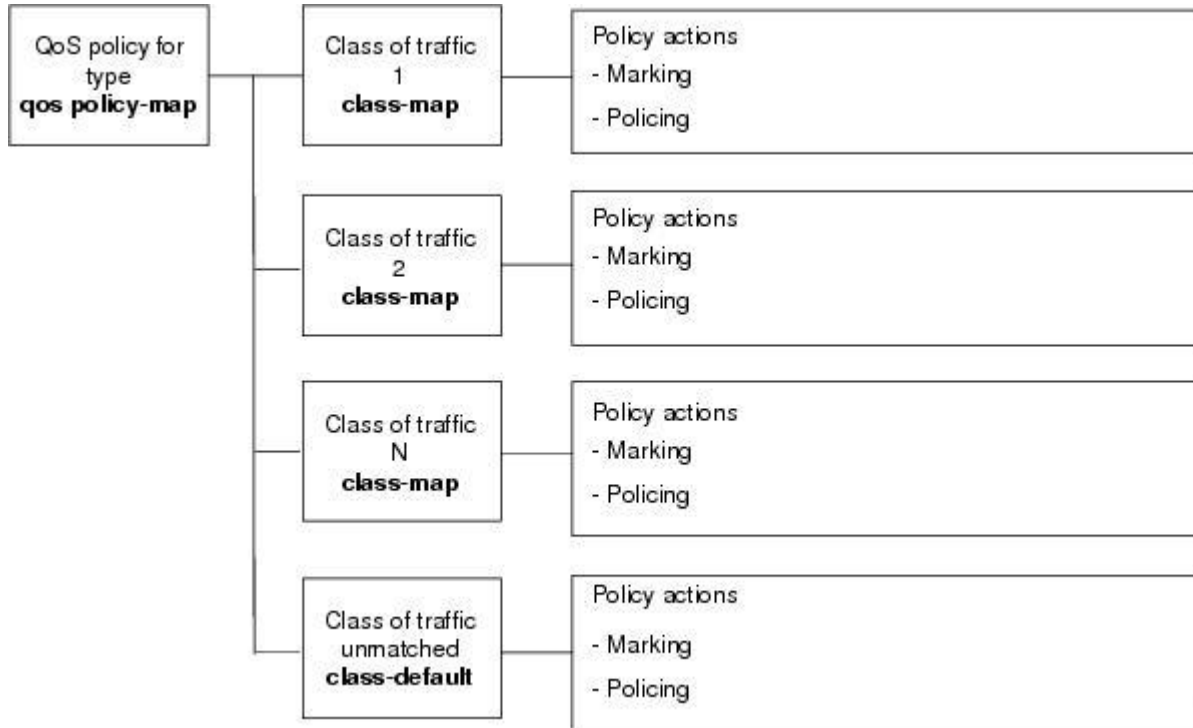 QoS policy for
type
qos policy-map
Class of traffic
1
class-map
Policy actions
- Marking
- Policing
Class of traffic
2
class-map
Policy actions
- Marking
- Policing
Class of traffic
N
class-map
Policy actions
- Marking
- Policing
Class of traffic
unmatched
class-default
Policy actions
- Marking
- Policing